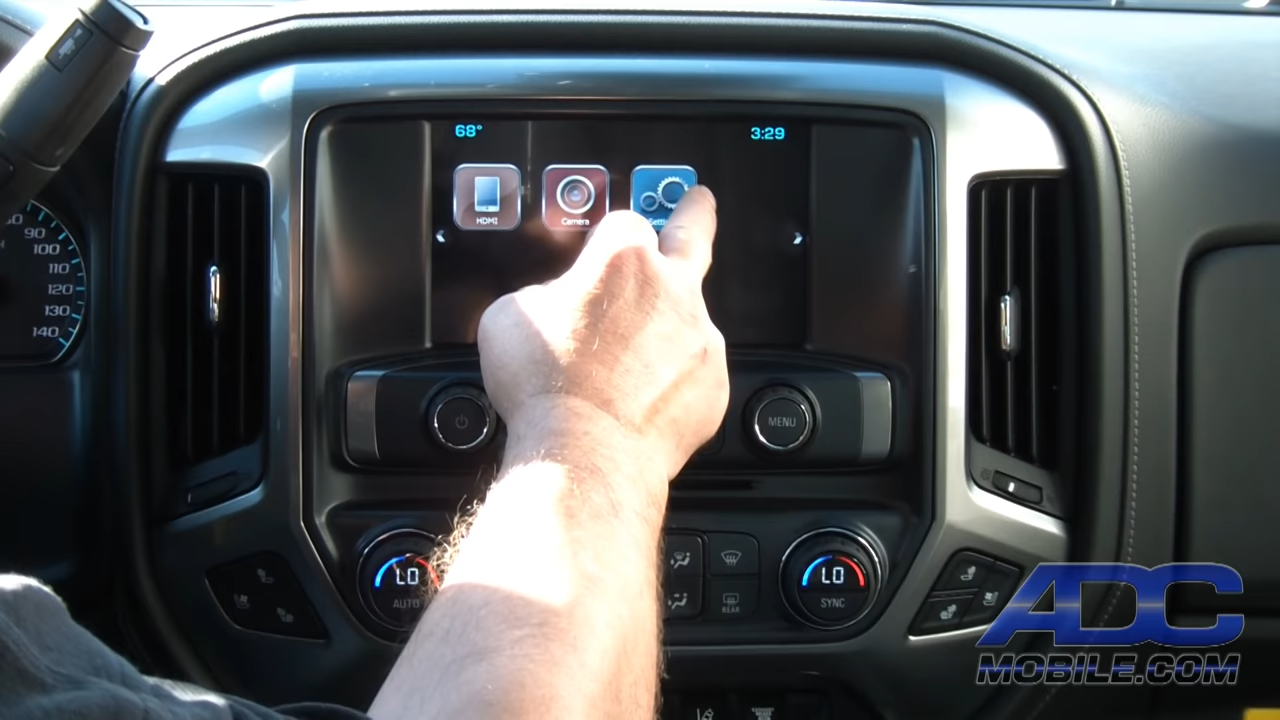 68° 3:29
HDMI Camera
90
100
110
120
130
140
MENU
LO LO
AUTO REAR SYNC
ADC
MOBILE.COM